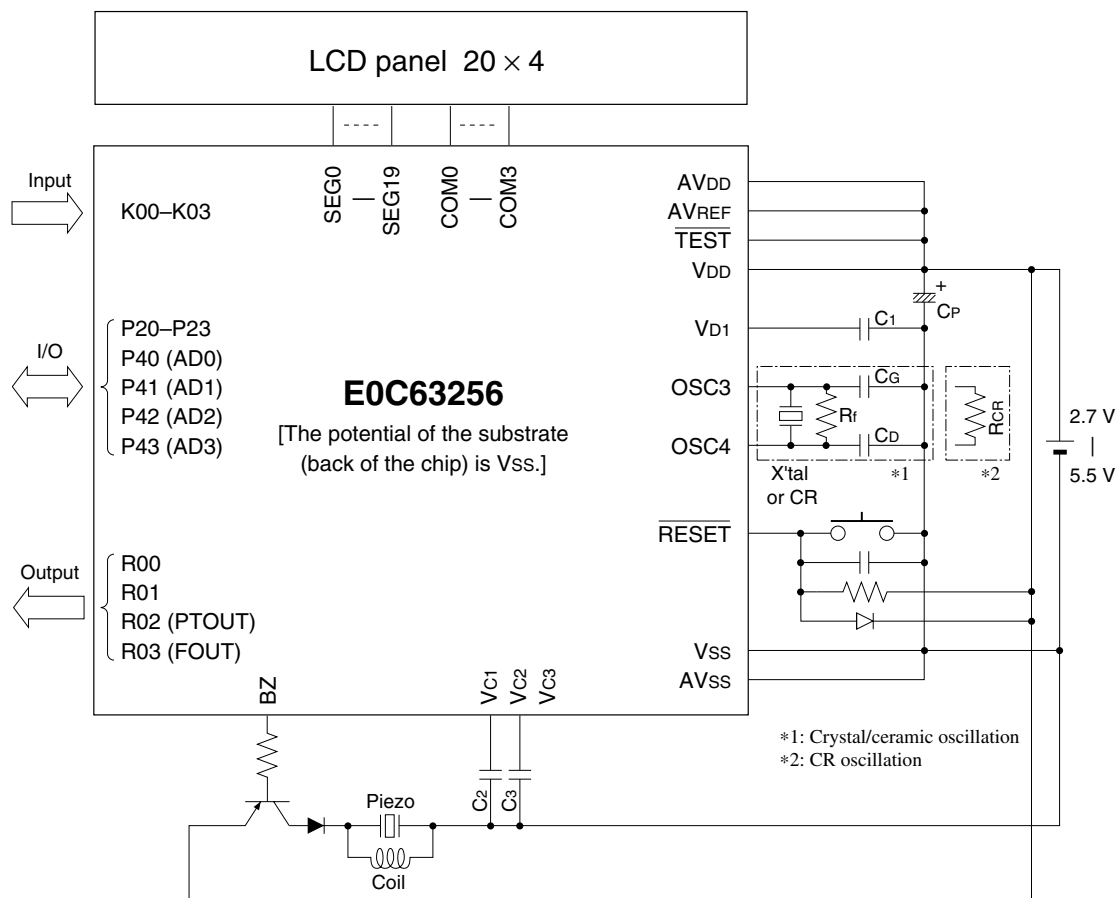 LCD panel 20 × 4
SEG0
SEG19
COM0
COM3
Input
K00–K03
I/O
P20–P23
P40 (AD0)
P41 (AD1)
P42 (AD2)
P43 (AD3)
E0C63256
[The potential of the substrate
(back of the chip) is VSS.]
Output
R00
R01
R02 (PTOUT)
R03 (FOUT)
AVDD
AVREF
TEST
VDD
VD1
OSC3
OSC4
RESET
VSS
AVSS
+
CP
C1
CG
Rf
CD
X'tal
or CR
*1
RCR
*2
2.7 V
|
5.5 V
BZ
VC1
VC2
VC3
C2
C3
Piezo
Coil
*1: Crystal/ceramic oscillation
*2: CR oscillation